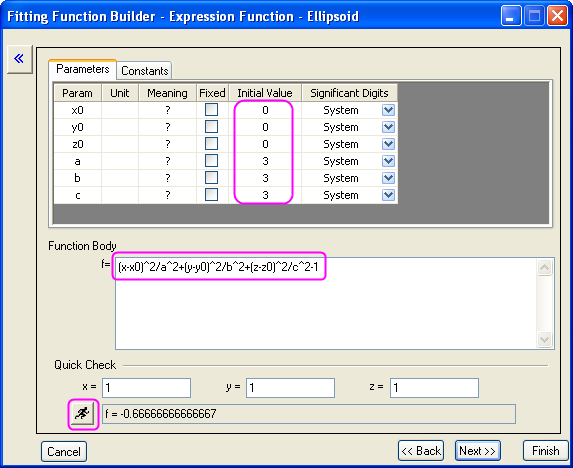 Fitting Function Builder - Expression Function - Ellipsoid
«
Parameters Constants
Param Unit Meaning Fixed Initial Value Significant Digits
x0 ? 0 System
y0 ? 0 System
z0 ? 0 System
a ? 3 System
b ? 3 System
c ? 3 System
Function Body
f= (x-x0)^2/a^2+(y-y0)^2/b^2+(z-z0)^2/c^2-1
Quick Check
x = 1 y = 1 z = 1
f = -0.66666666666667
Cancel << Back Next >> Finish